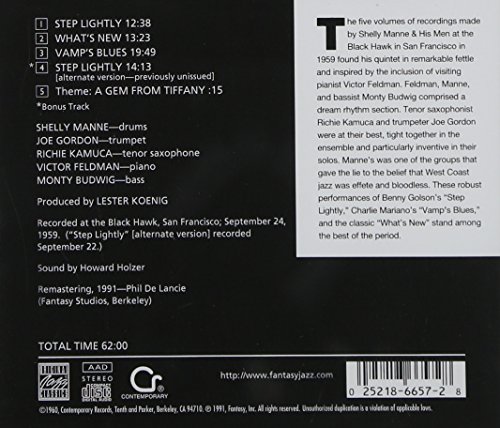 1 STEP LIGHTLY 12:38
2 WHAT'S NEW 13:23
3 VAMP'S BLUES 19:49
*4 STEP LIGHTLY 14:13
[alternate version—previously unissued]
5 Theme: A GEM FROM TIFFANY :15
*Bonus Track
SHELLY MANNE—drums
JOE GORDON—trumpet
RICHIE KAMUCA—tenor saxophone
VICTOR FELDMAN—piano
MONTY BUDWIG—bass
Produced by LESTER KOENIG
Recorded at the Black Hawk, San Francisco; September 24,
1959. ("Step Lightly" [alternate version] recorded
September 22.)
Sound by Howard Holzer
Remastering, 1991—Phil De Lancie
(Fantasy Studios, Berkeley)
TOTAL TIME 62:00
The five volumes of recordings made
by Shelly Manne & His Men at the
Black Hawk in San Francisco in
1959 found his quintet in remarkable fettle
and inspired by the inclusion of visiting
pianist Victor Feldman. Feldman, Manne,
and bassist Monty Budwig comprised a
dream rhythm section. Tenor saxophonist
Richie Kamuca and trumpeter Joe Gordon
were at their best, tight together in the
ensemble and particularly inventive in their
solos. Manne's was one of the groups that
gave the lie to the belief that West Coast
jazz was effete and bloodless. These robust
performances of Benny Golson's "Step
Lightly," Charlie Mariano's "Vamp's Blues,"
and the classic "What's New" stand among
the best of the period.
ORIGINAL
Jazz
CLASSICS
AAD
STEREO
COMPACT
disc
DIGITAL AUDIO
Cr
CONTEMPORARY
http://www.fantasyjazz.com
0 25218-6657-2 8
©1960, Contemporary Records, Tenth and Parker, Berkeley, CA 94710. ℗ 1991, Fantasy, Inc. All rights reserved. Unauthorized duplication is a violation of applicable laws.